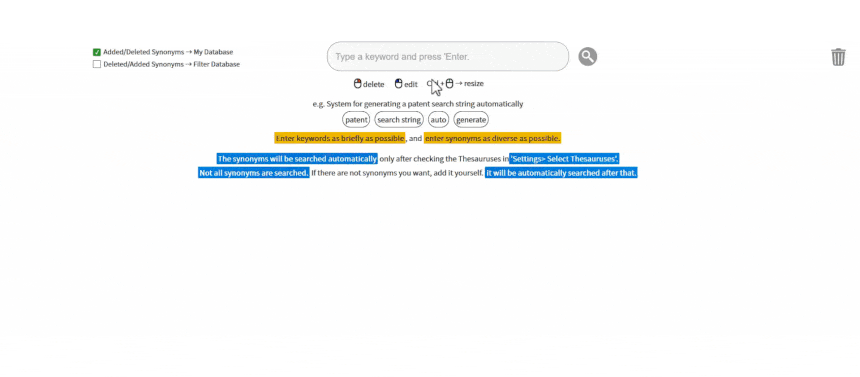 Added/Deleted Synonyms → My Database
Deleted/Added Synonyms → Filter Database
Type a keyword and press 'Enter.
delete edit + → resize
e.g. System for generating a patent search string automatically
patent search string auto generate
Enter keywords as briefly as possible, and enter synonyms as diverse as possible.
The synonyms will be searched automatically only after checking the Thesauruses in 'Settings> Select Thesauruses'.
Not all synonyms are searched. If there are not synonyms you want, add it yourself. it will be automatically searched after that.